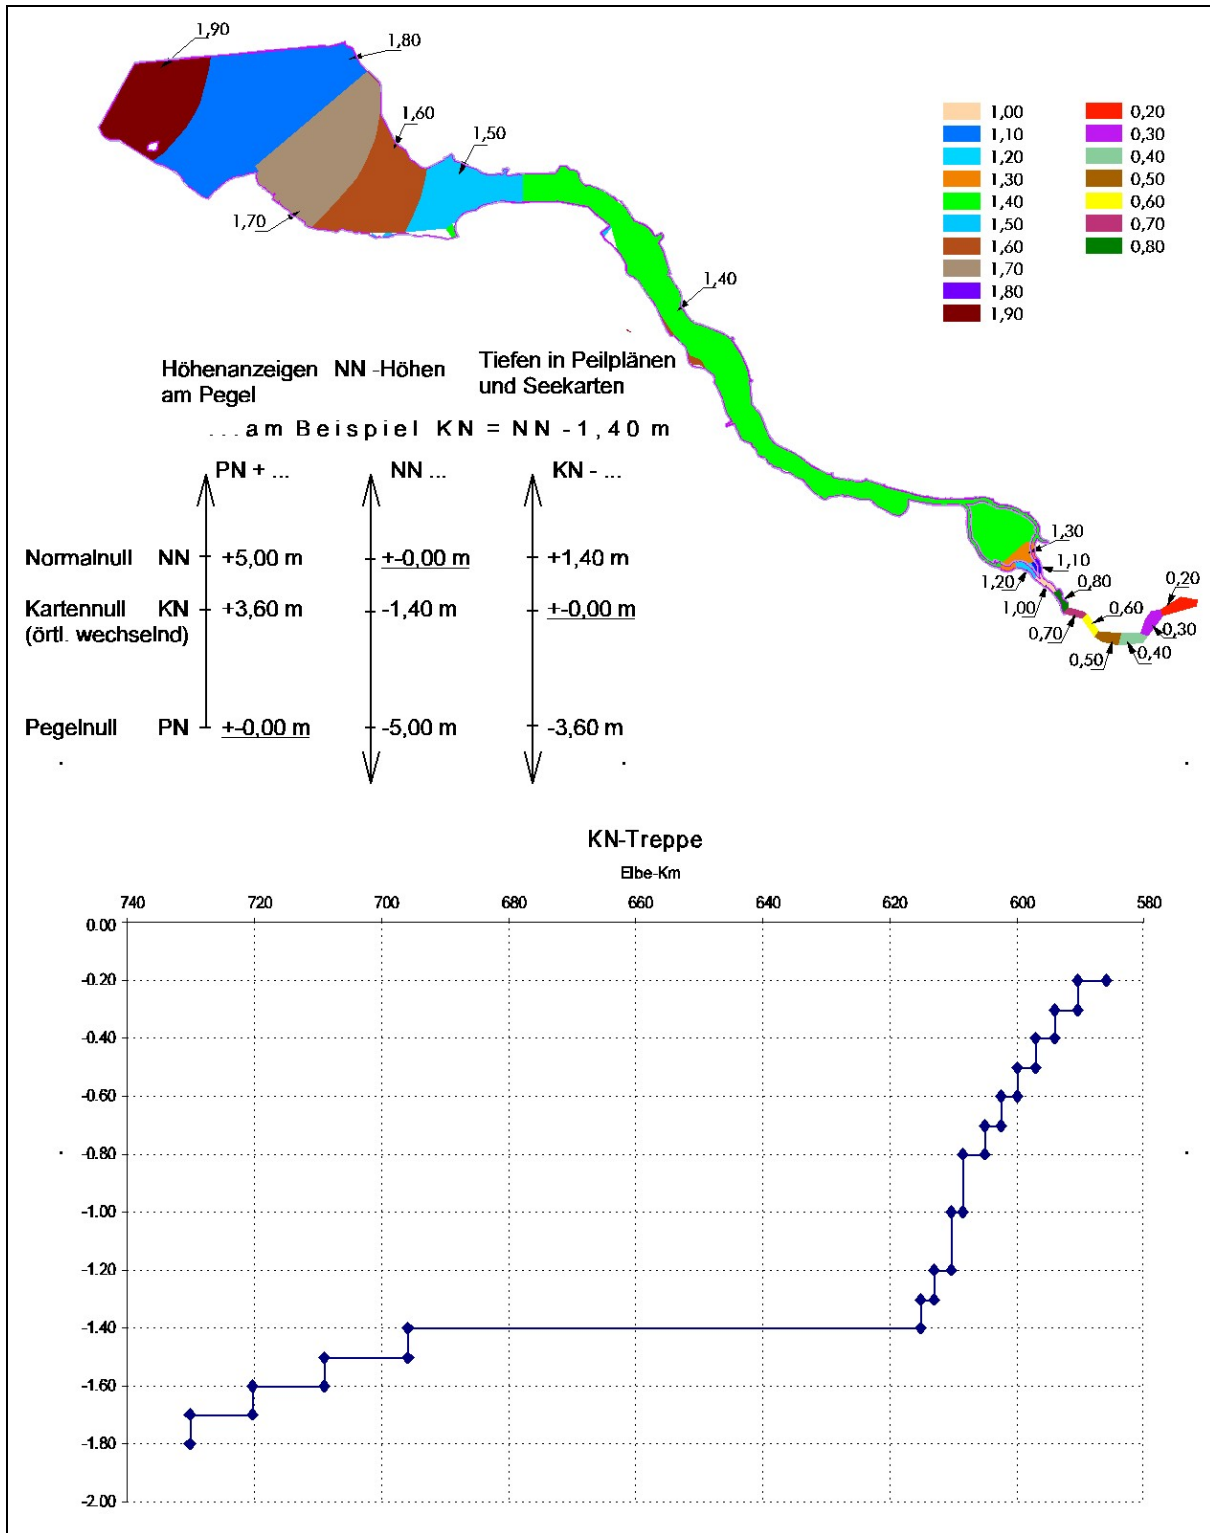 1,90
1,80
1,60
1,50
1,70
1,40
1,00 0,20
1,10 0,30
1,20 0,40
1,30 0,50
1,40 0,60
1,50 0,70
1,60 0,80
1,70
1,80
1,90
Höhenanzeigen am Pegel
NN -Höhen
Tiefen in Peilplänen
und Seekarten
...am Beispiel KN = NN -1,40 m
PN + ... NN ... KN - ...
Normalnull NN +5,00 m +-0,00 m +1,40 m
Kartennull KN +3,60 m -1,40 m +-0,00 m
(örtl. wechselnd)
Pegelnull PN +-0,00 m -5,00 m -3,60 m
1,30
1,10
1,20
1,00
0,80
0,70
0,60
0,50
0,40
0,30
0,20
KN-Treppe
Elbe-Km
740 720 700 680 660 640 620 600 580
0.00
-0.20
-0.40
-0.60
-0.80
-1.00
-1.20
-1.40
-1.60
-1.80
-2.00